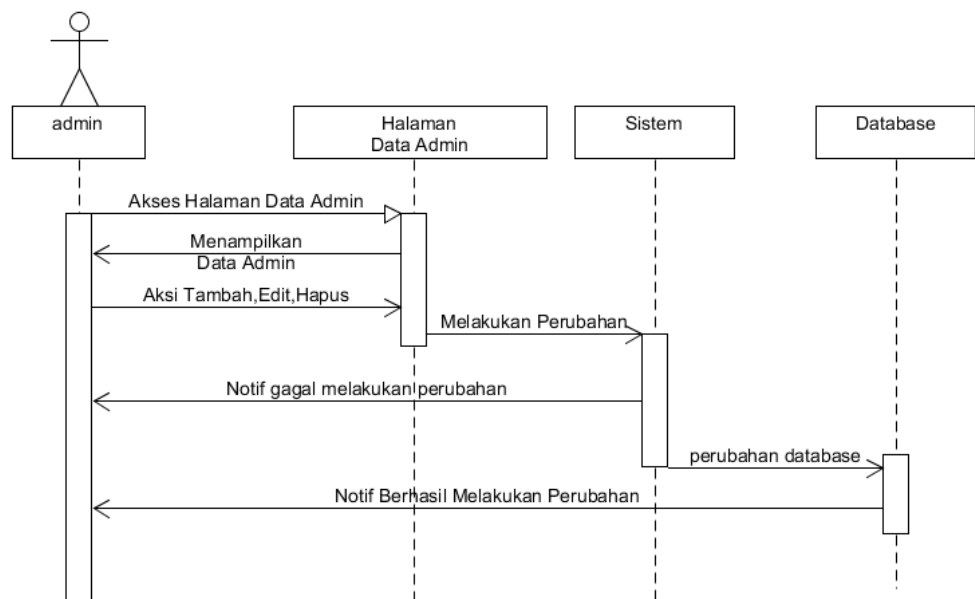 admin
Halaman
Data Admin
Sistem
Database
Akses Halaman Data Admin
Menampilkan
Data Admin
Aksi Tambah,Edit,Hapus
Melakukan Perubahan
Notif gagal melakukan perubahan
perubahan database
Notif Berhasil Melakukan Perubahan